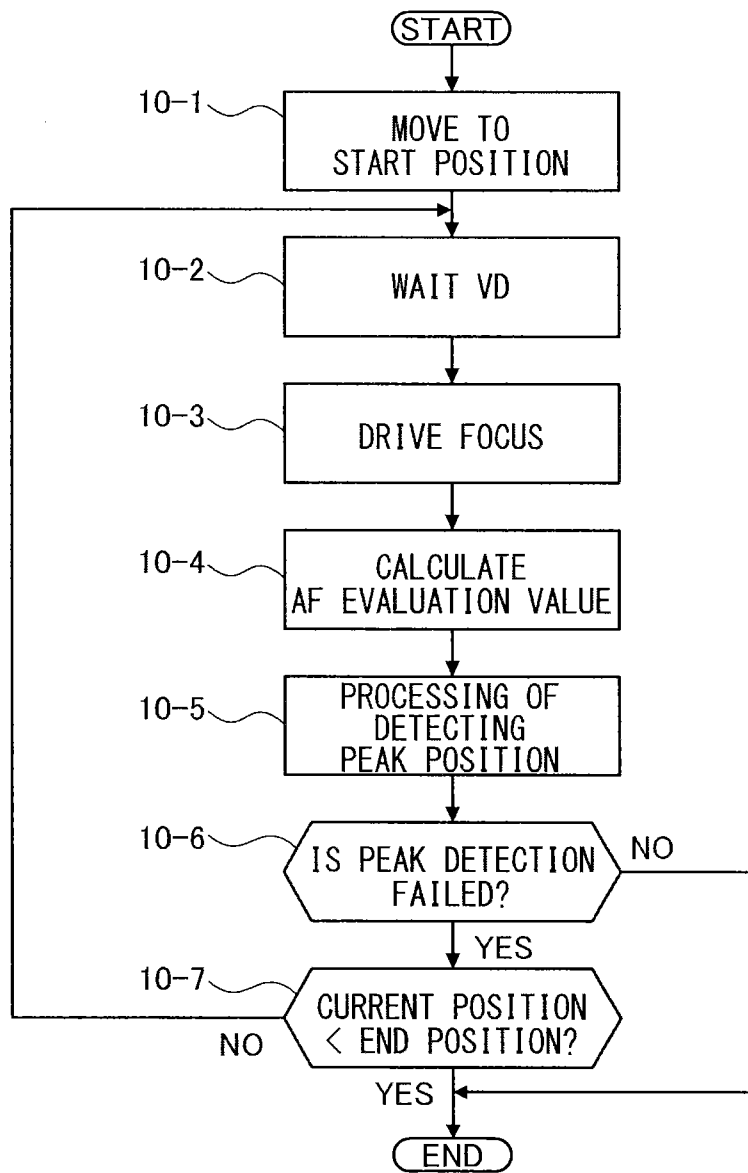 START
10-1
MOVE TO
START POSITION
10-2
WAIT VD
10-3
DRIVE FOCUS
10-4
CALCULATE
AF EVALUATION VALUE
10-5
PROCESSING OF
DETECTING
PEAK POSITION
10-6
IS PEAK DETECTION
FAILED?
NO
YES
10-7
CURRENT POSITION
< END POSITION?
NO
YES
END